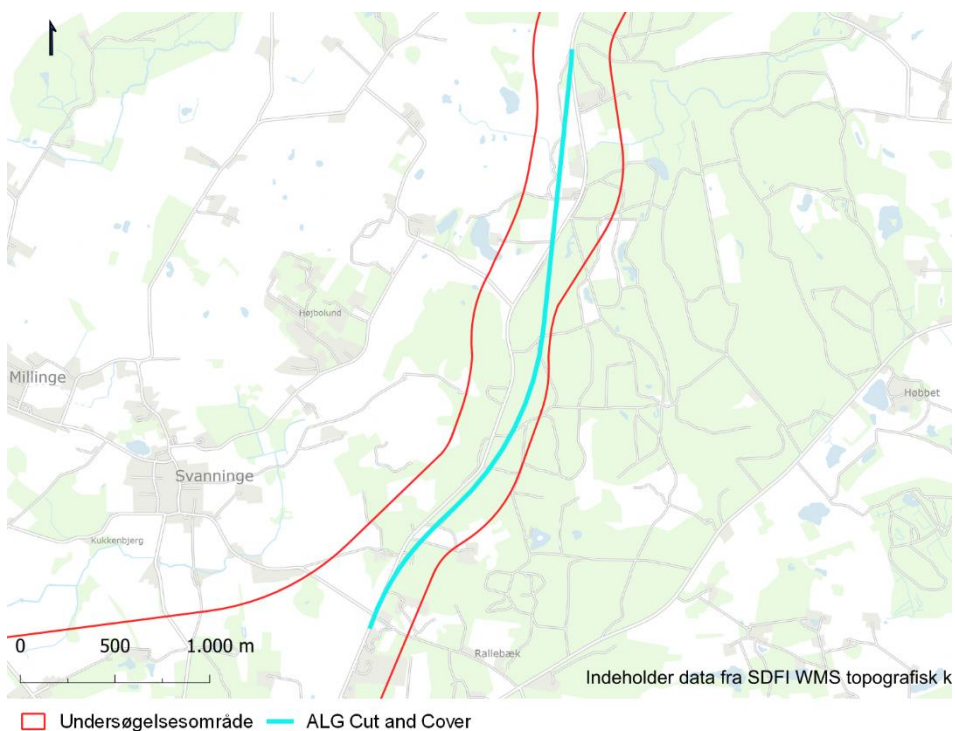 Højbolund
Millinge
Høbbet
Svanninge
Kukkenbjerg
0 500 1.000 m
Rallebæk
Indeholder data fra SDFI WMS topografisk k
Undersøgelsesområde ALG Cut and Cover